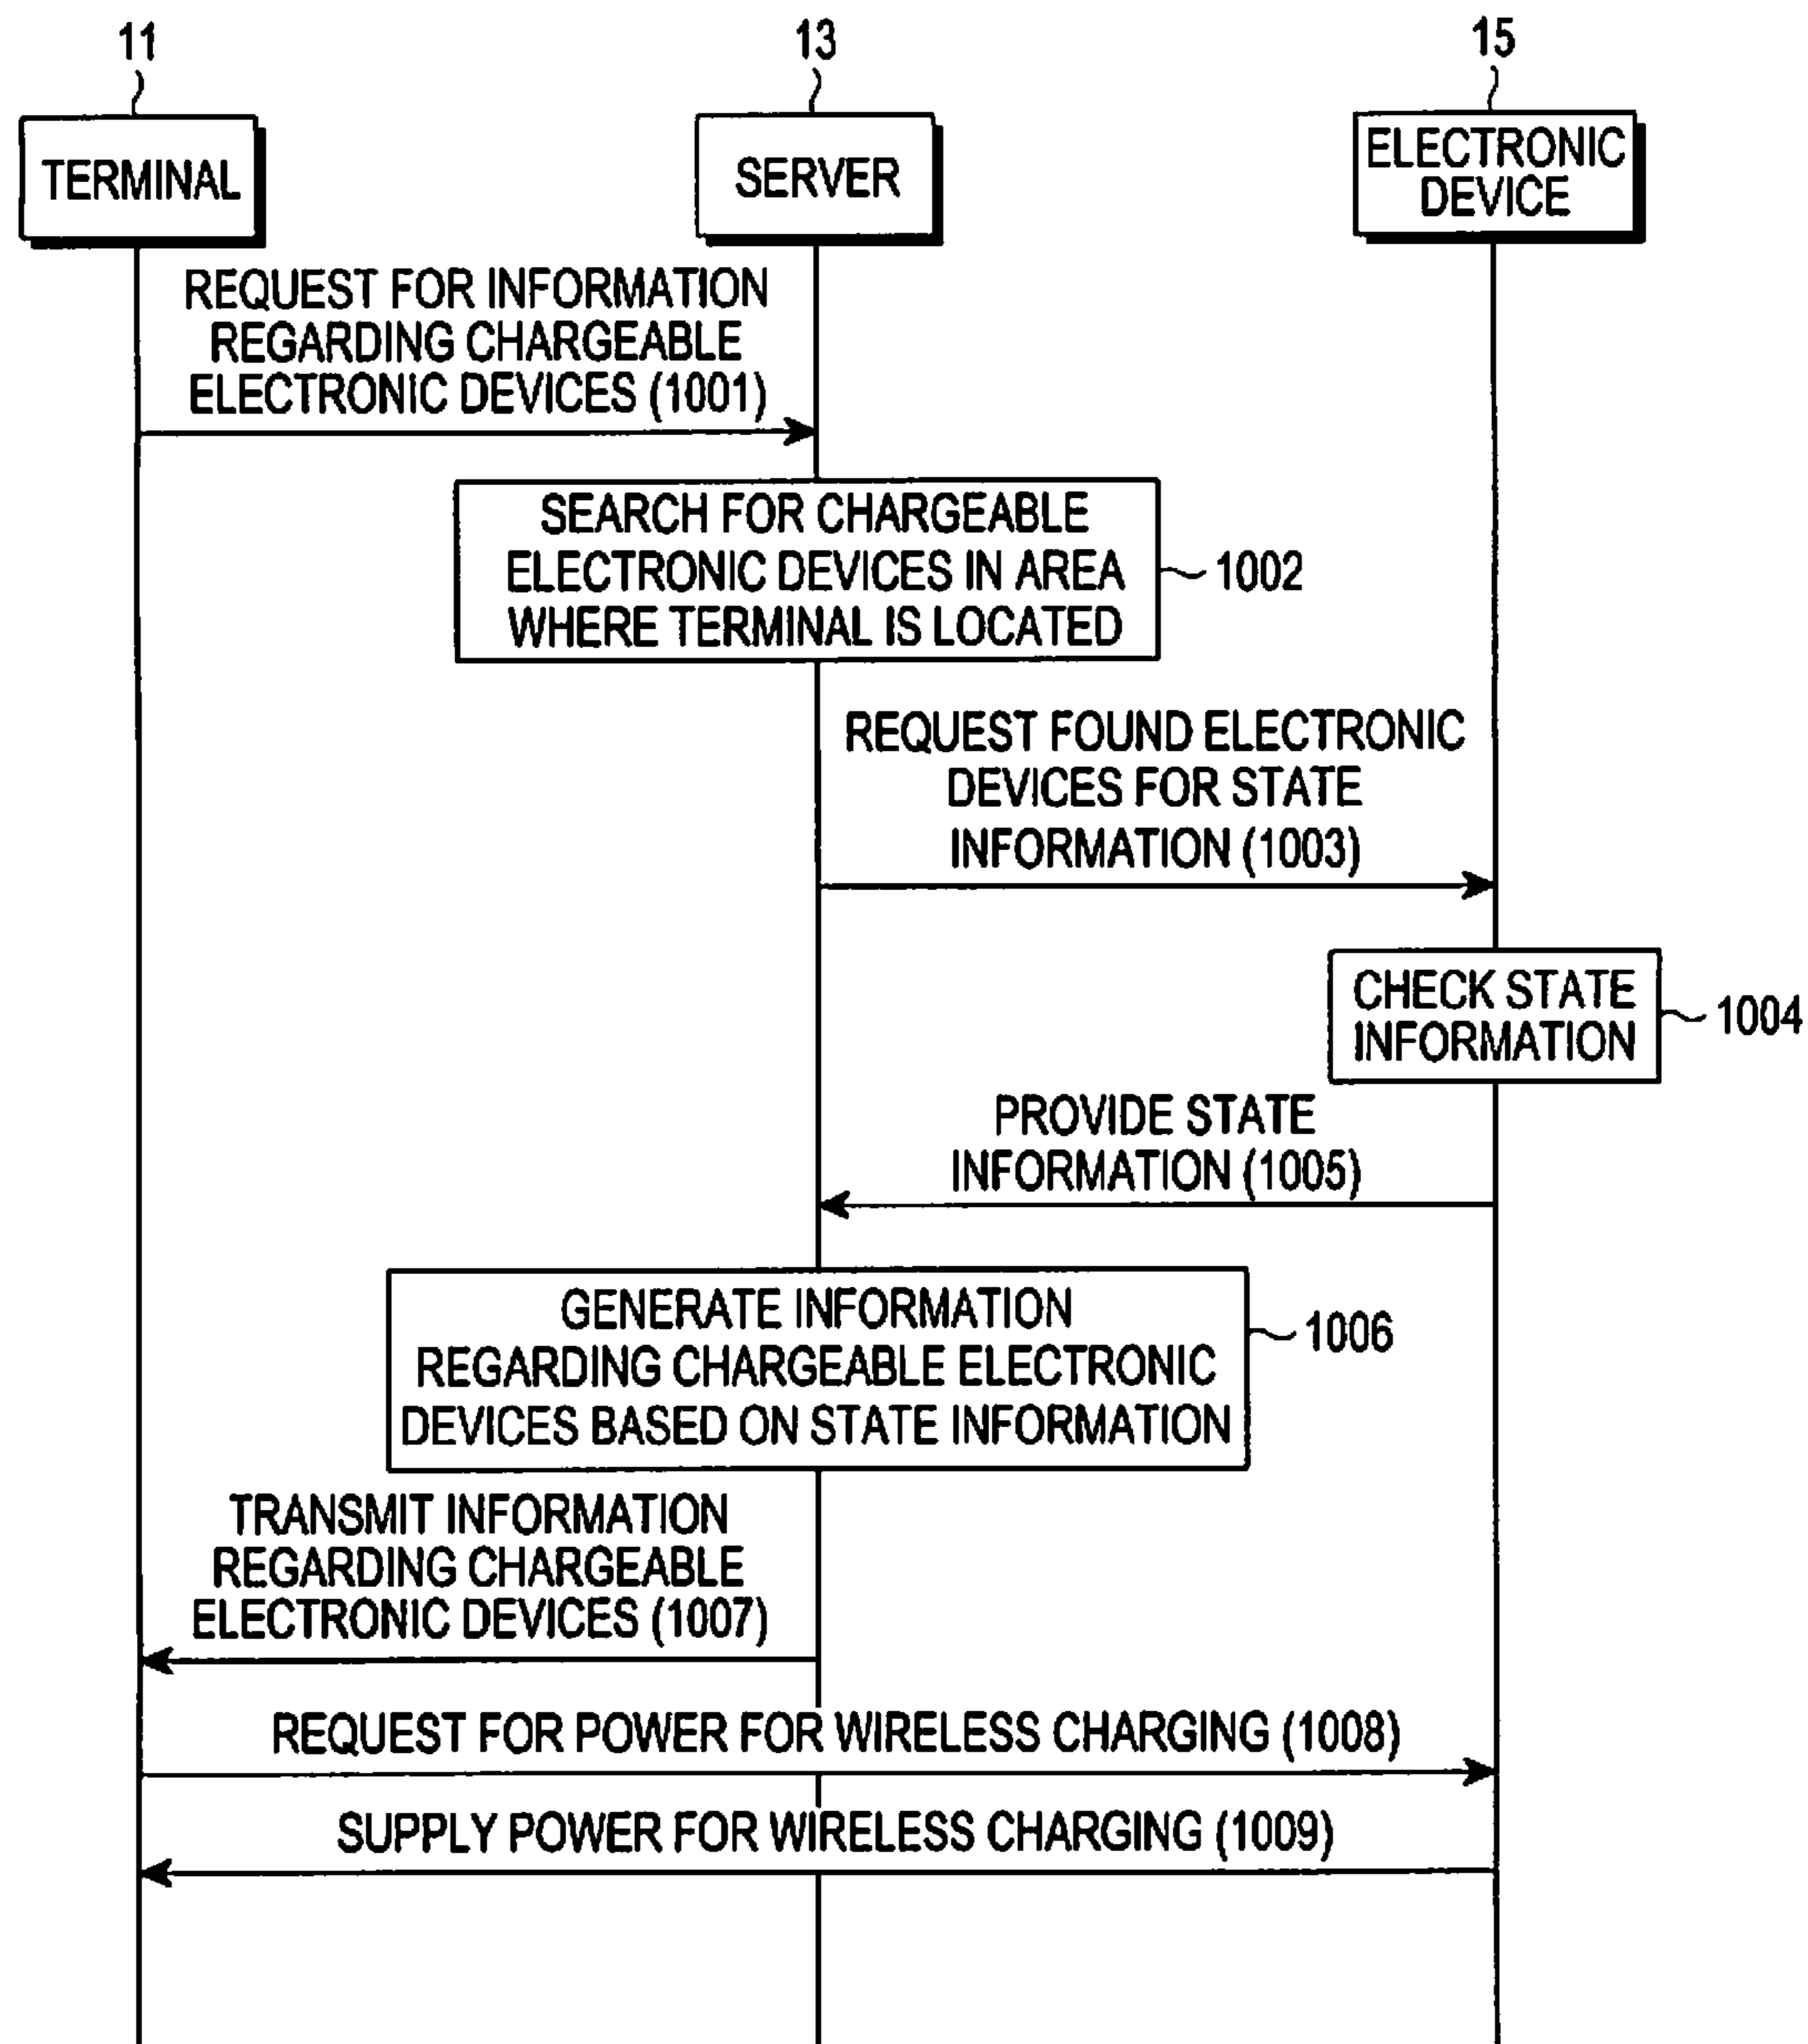 11
13
15
TERMINAL
SERVER
ELECTRONIC
DEVICE
REQUEST FOR INFORMATION
REGARDING CHARGEABLE
ELECTRONIC DEVICES (1001)
SEARCH FOR CHARGEABLE
ELECTRONIC DEVICES IN AREA
WHERE TERMINAL IS LOCATED
1002
REQUEST FOUND ELECTRONIC
DEVICES FOR STATE
INFORMATION (1003)
CHECK STATE
INFORMATION
1004
PROVIDE STATE
INFORMATION (1005)
GENERATE INFORMATION
REGARDING CHARGEABLE ELECTRONIC
DEVICES BASED ON STATE INFORMATION
1006
TRANSMIT INFORMATION
REGARDING CHARGEABLE
ELECTRONIC DEVICES (1007)
REQUEST FOR POWER FOR WIRELESS CHARGING (1008)
SUPPLY POWER FOR WIRELESS CHARGING (1009)